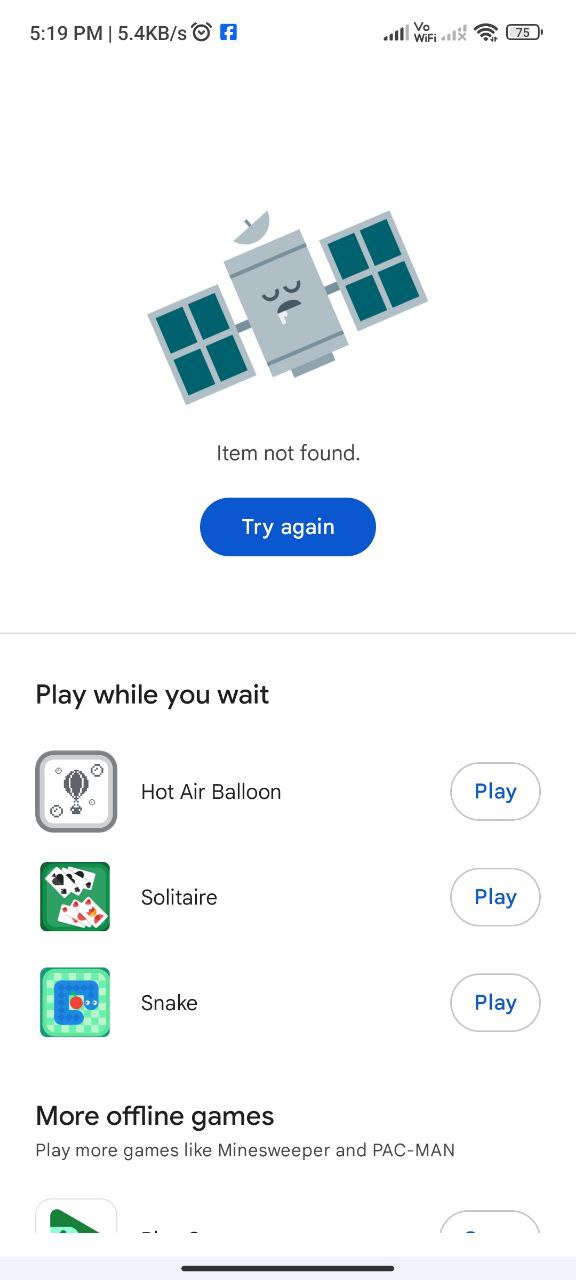 5:19 PM | 5.4KB/s
Vo
WiFi
75
Item not found.
Try again
Play while you wait
Hot Air Balloon
Play
Solitaire
Play
Snake
Play
More offline games
Play more games like Minesweeper and PAC-MAN